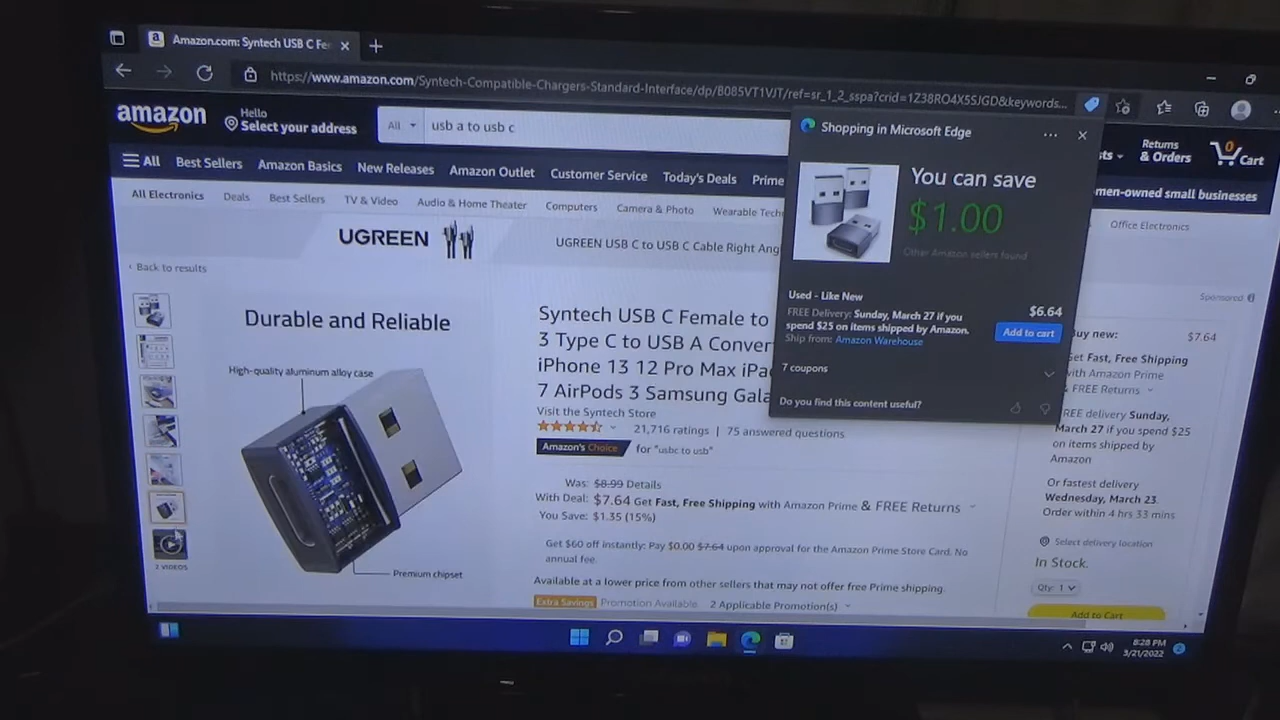 Amazon.com: Syntech USB C Fe
https://www.amazon.com/Syntech-Compatible-Chargers-Standard-Interface/dp/B085VT1VJT/ref=sr_1_2_sspa?crid=1Z38RO4X5SJGD&keywords...
amazon
Hello
Select your address
All
usb a to usb c
Returns
& Orders
0
Cart
All
Best Sellers
Amazon Basics
New Releases
Amazon Outlet
Customer Service
Today's Deals
Prime
men-owned small businesses
All Electronics
Deals
Best Sellers
TV & Video
Audio & Home Theater
Computers
Camera & Photo
Wearable Tech
Office Electronics
UGREEN
UGREEN USB C to USB C Cable Right Ang
Sponsored
Shopping in Microsoft Edge
You can save
$1.00
Other Amazon sellers found
Used - Like New
$6.64
FREE Delivery: Sunday, March 27 if you
spend $25 on items shipped by Amazon.
Add to cart
Ship from: Amazon Warehouse
7 coupons
Do you find this content useful?
Back to results
Durable and Reliable
High-quality aluminum alloy case
Premium chipset
3 VIDEOS
Syntech USB C Female to
3 Type C to USB A Conver
iPhone 13 12 Pro Max iPa
7 AirPods 3 Samsung Gala
Visit the Syntech Store
21,716 ratings | 75 answered questions
Amazon's Choice for "usbc to usb"
Was: $8.99 Details
With Deal: $7.64 Get Fast, Free Shipping with Amazon Prime & FREE Returns
You Save: $1.35 (15%)
Get $60 off instantly: Pay $0.00 $7.64 upon approval for the Amazon Prime Store Card. No
annual fee.
Available at a lower price from other sellers that may not offer free Prime shipping.
Extra Savings Promotion Available 2 Applicable Promotion(s)
uy new:
$7.64
Get Fast, Free Shipping
with Amazon Prime
& FREE Returns
FREE delivery Sunday,
March 27 if you spend $25
on items shipped by
Amazon
Or fastest delivery
Wednesday, March 23.
Order within 4 hrs 33 mins
Select delivery location
In Stock.
Qty: 1
Add to Cart
8:28 PM
3/21/2022
2